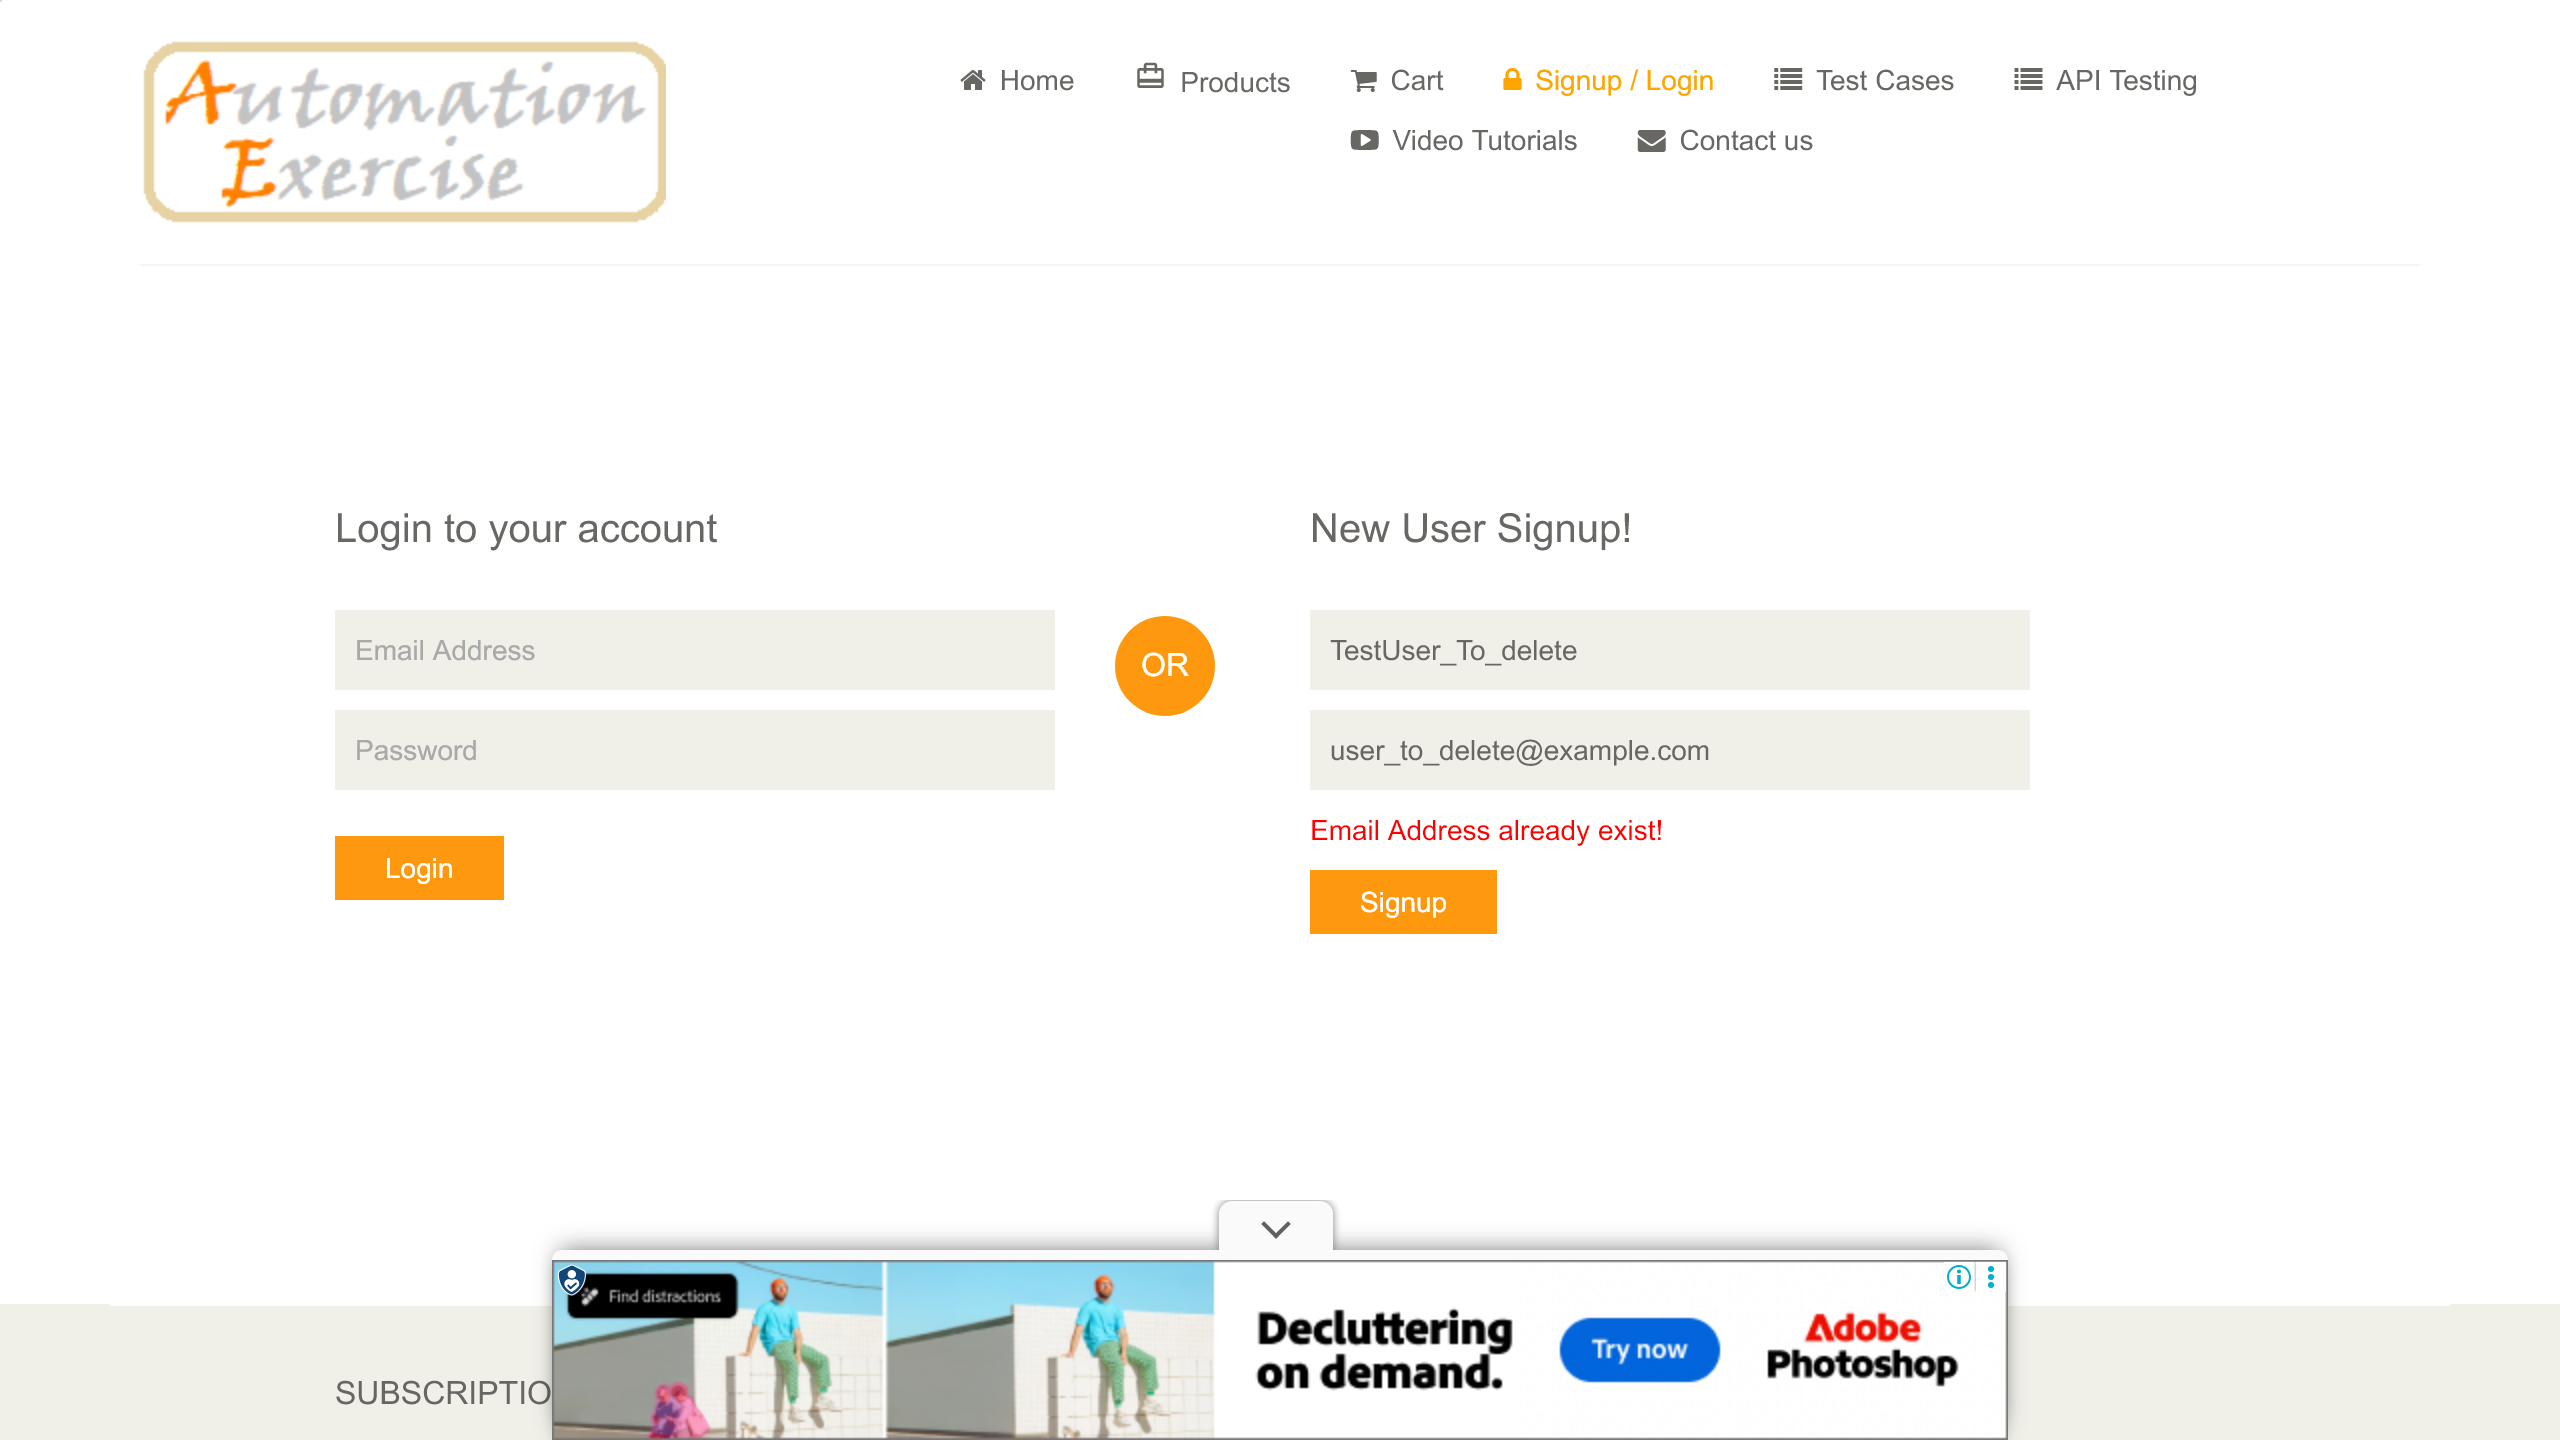 Automation
Exercise
Home
Products
Cart
Signup / Login
Test Cases
API Testing
Video Tutorials
Contact us
Login to your account
Email Address
Password
Login
OR
New User Signup!
TestUser_To_delete
user_to_delete@example.com
Email Address already exist!
Signup
SUBSCRIPTIO
Find distractions
Decluttering
on demand.
Try now
Adobe
Photoshop